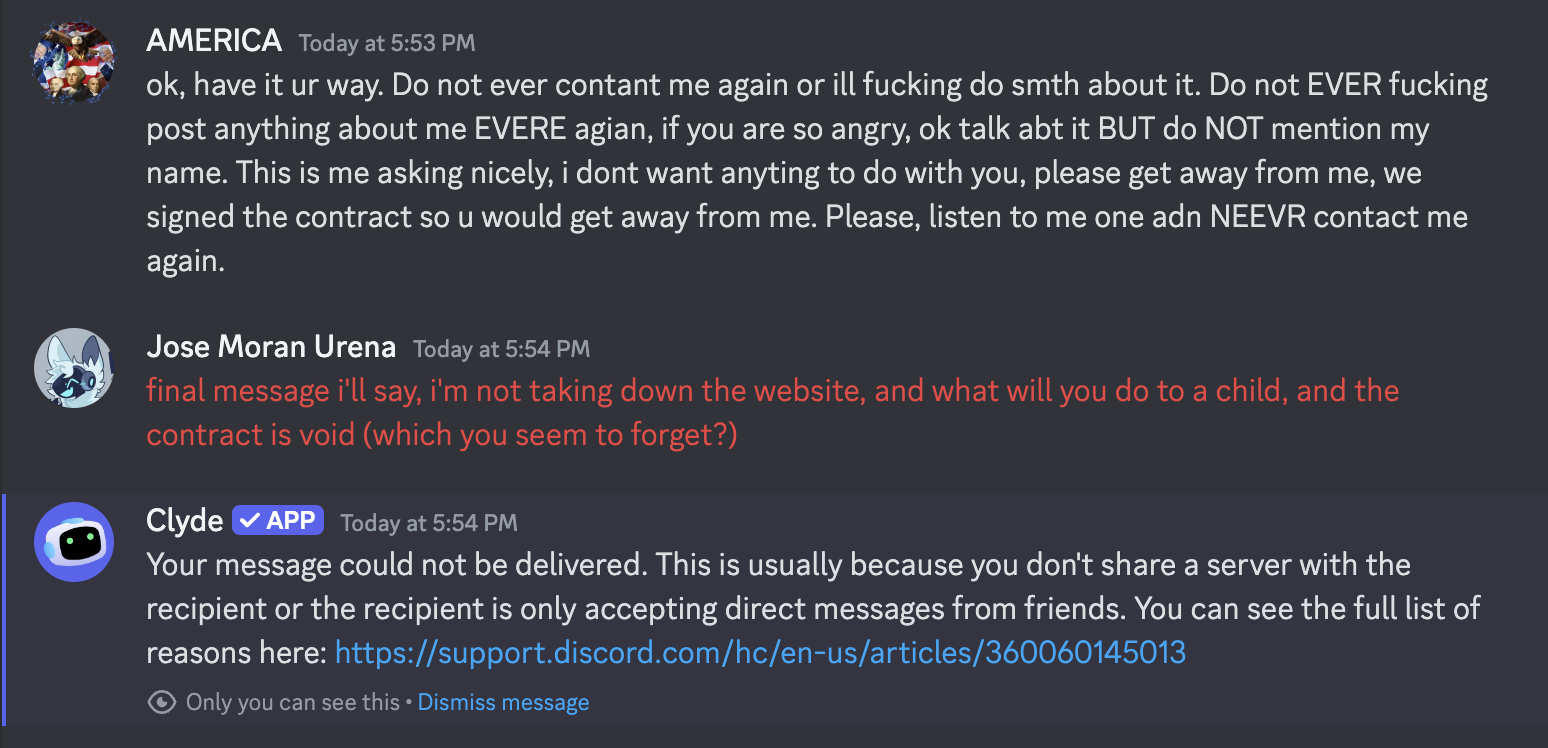 AMERICA Today at 5:53 PM
ok, have it ur way. Do not ever contant me again or ill fucking do smth about it. Do not EVER fucking
post anything about me EVERE agian, if you are so angry, ok talk abt it BUT do NOT mention my
name. This is me asking nicely, i dont want anyting to do with you, please get away from me, we
signed the contract so u would get away from me. Please, listen to me one adn NEEVR contact me
again.
Jose Moran Urena Today at 5:54 PM
final message i'll say, i'm not taking down the website, and what will you do to a child, and the
contract is void (which you seem to forget?)
Clyde APP Today at 5:54 PM
Your message could not be delivered. This is usually because you don't share a server with the
recipient or the recipient is only accepting direct messages from friends. You can see the full list of
reasons here: https://support.discord.com/hc/en-us/articles/360060145013
Only you can see this • Dismiss message